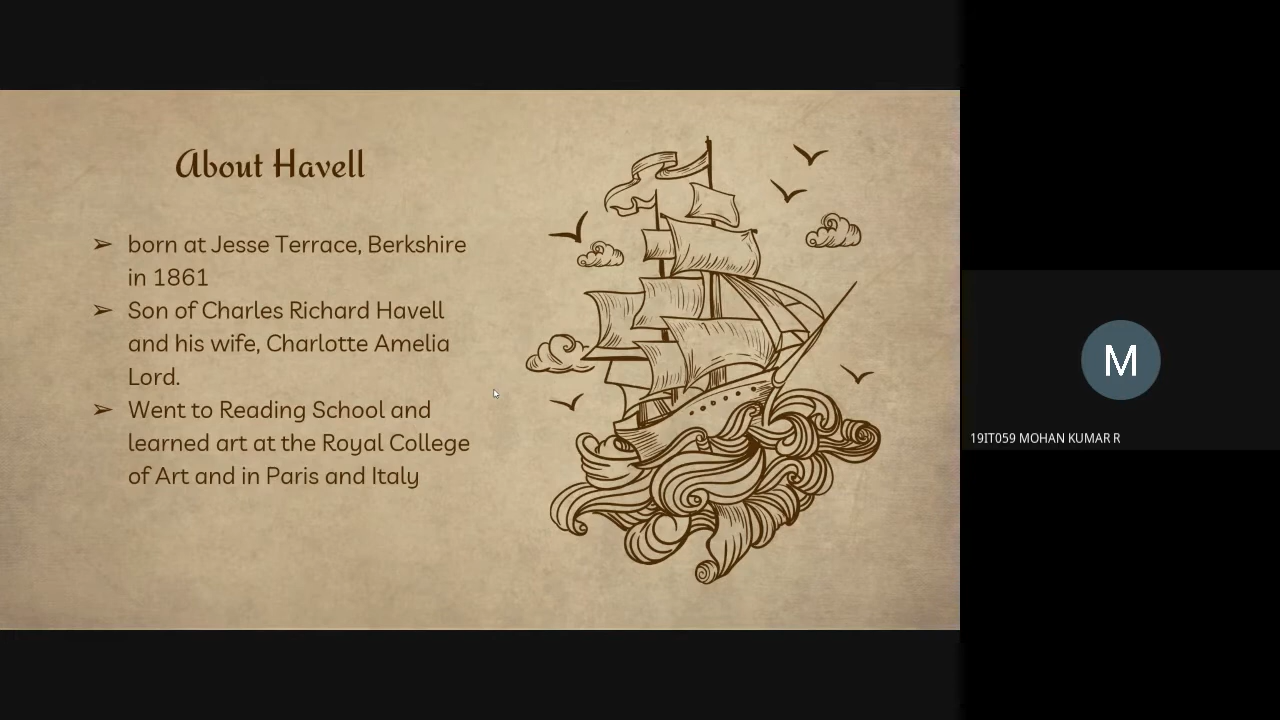 About Havell
➢ born at Jesse Terrace, Berkshire
in 1861
➢ Son of Charles Richard Havell
and his wife, Charlotte Amelia
Lord.
➢ Went to Reading School and
learned art at the Royal College
of Art and in Paris and Italy
M
19IT059 MOHAN KUMAR R